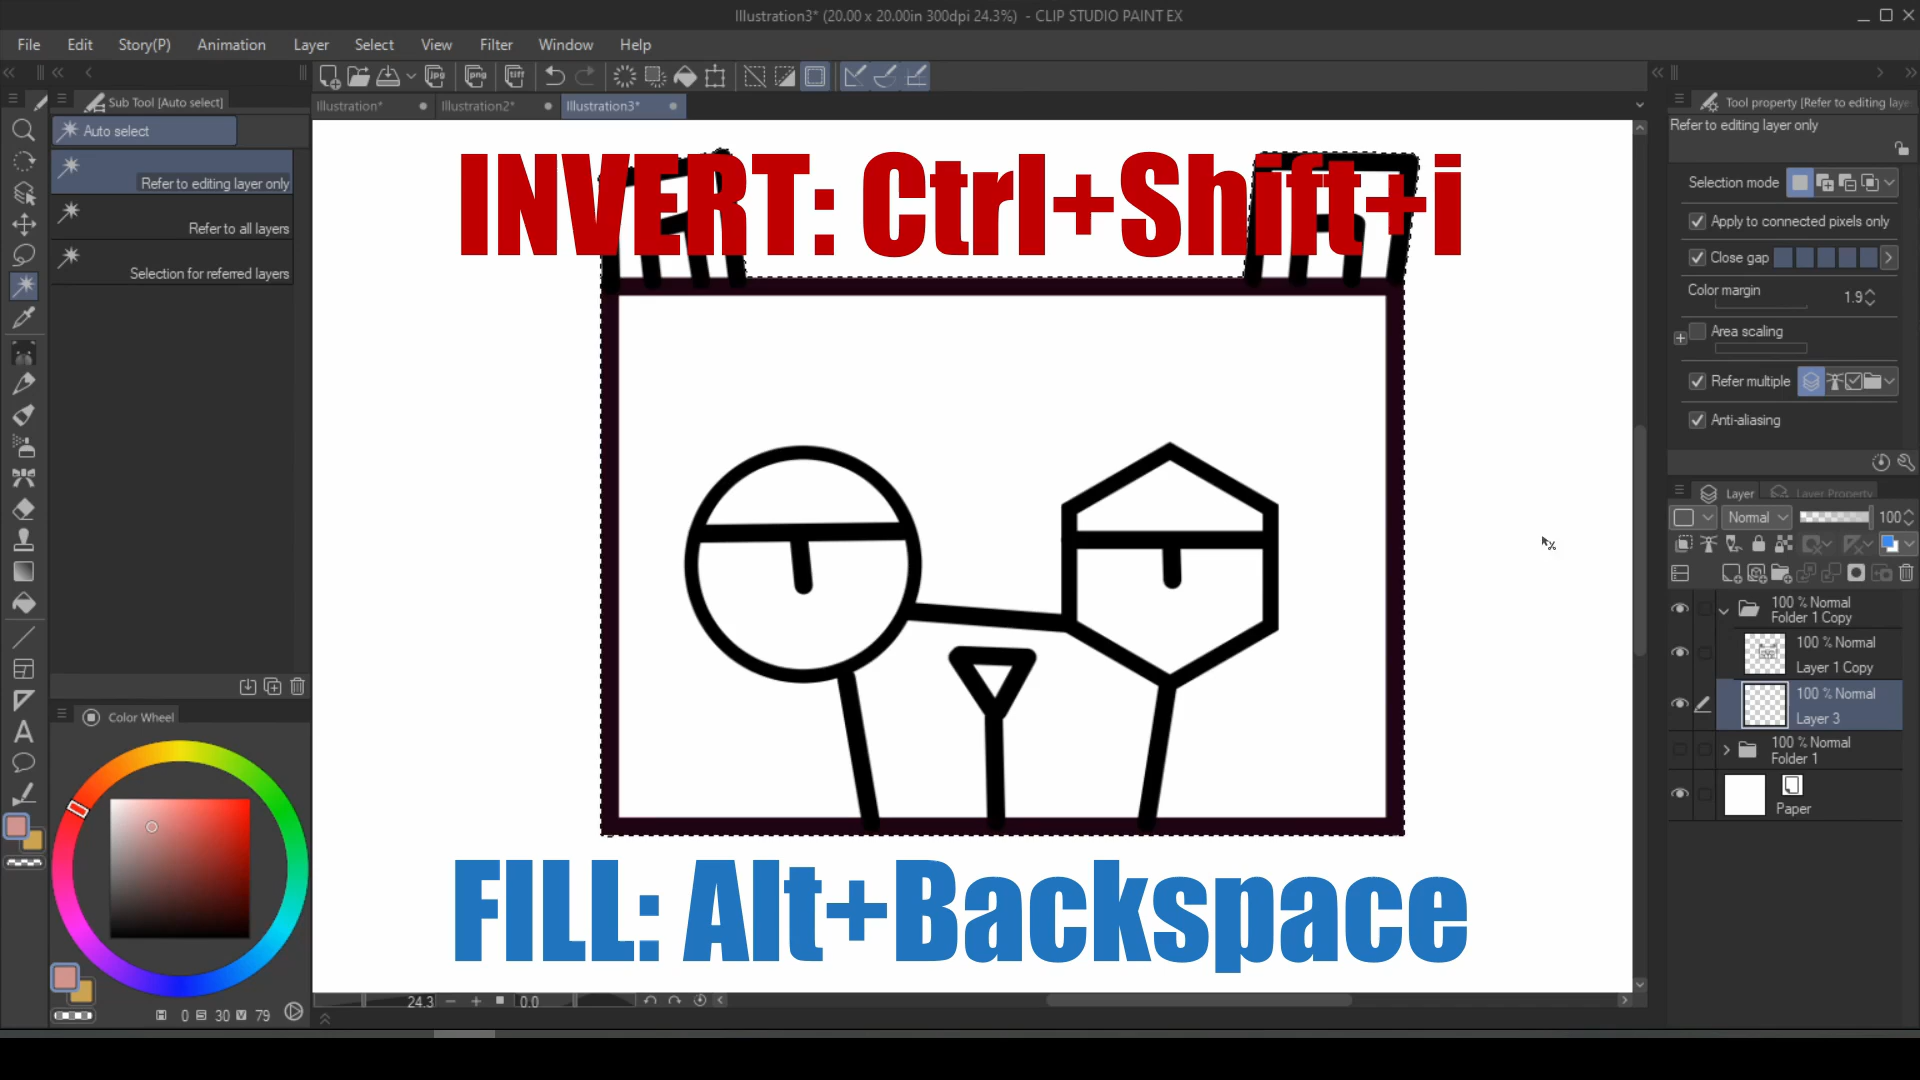 Illustration3* (20.00 x 20.00in 300dpi 24.3%) - CLIP STUDIO PAINT EX
File Edit Story(P) Animation Layer Select View Filter Window Help
jpg png tiff
Sub Tool [Auto select]
Illustration* Illustration2* Illustration3*
Tool property [Refer to editing laye
Auto select
Refer to editing layer only
Refer to editing layer only
Refer to all layers
Selection for referred layers
Selection mode
Apply to connected pixels only
Close gap
Color margin 1.9
Area scaling
Refer multiple
Anti-aliasing
INVERT: Ctrl+Shift+i
Layer Layer Property
Normal 100
100 % Normal
Folder 1 Copy
100 % Normal
Layer 1 Copy
100 % Normal
Layer 3
100 % Normal
Folder 1
Paper
Color Wheel
FILL: Alt+Backspace
24.3 0.0
H 0 S 30 V 79